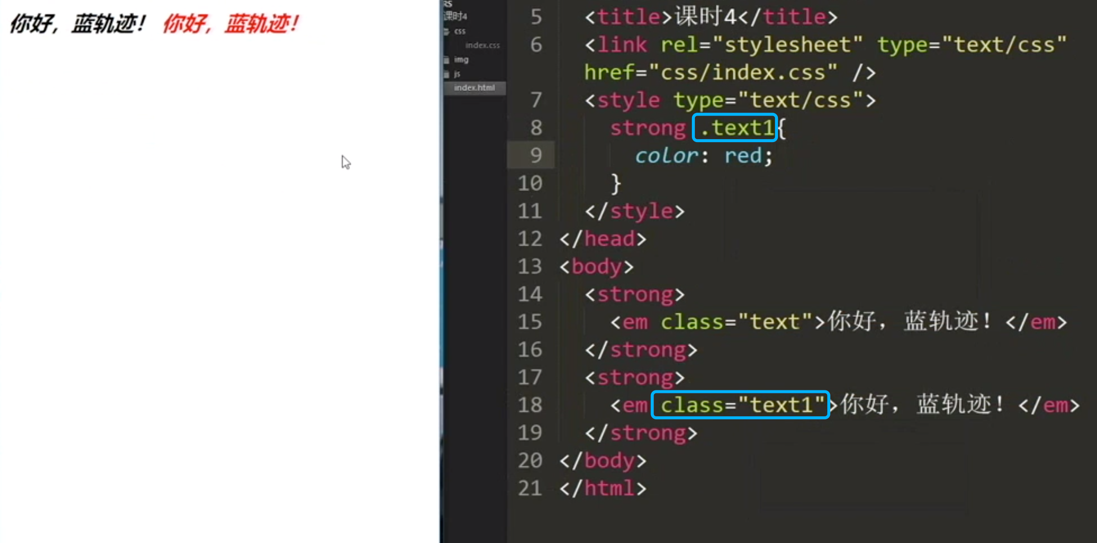 你好，蓝轨迹！ 你好，蓝轨迹！
RS
课时4
css
index.css
img
js
index.html
5 <title>课时4</title>
6 <link rel="stylesheet" type="text/css"
href="css/index.css" />
7 <style type="text/css">
8 strong .text1{
9 color: red;
10 }
11 </style>
12 </head>
13 <body>
14 <strong>
15 <em class="text">你好，蓝轨迹！</em>
16 </strong>
17 <strong>
18 <em class="text1">你好，蓝轨迹！</em>
19 </strong>
20 </body>
21 </html>